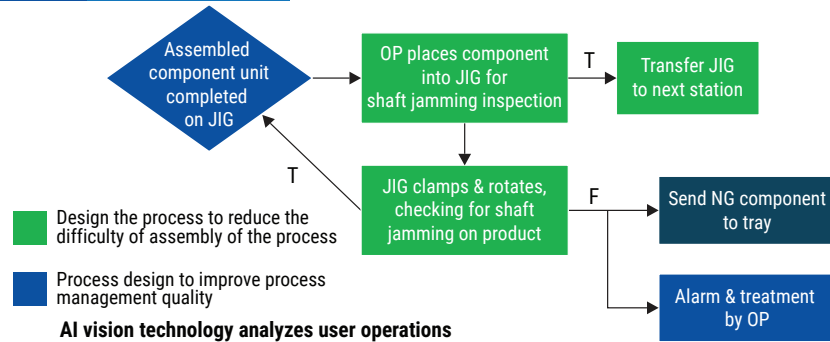 Assembled
component unit
completed
on JIG
OP places component
into JIG for
shaft jamming inspection
T
Transfer JIG
to next station
T
JIG clamps & rotates,
checking for shaft
jamming on product
F
Send NG component
to tray
Alarm & treatment
by OP
Design the process to reduce the
difficulty of assembly of the process
Process design to improve process
management quality
AI vision technology analyzes user operations